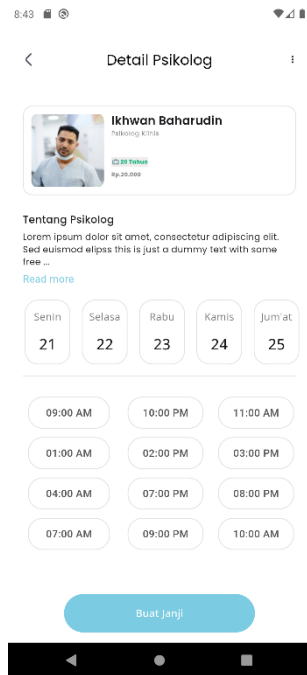 8:43
Detail Psikolog
Ikhwan Baharudin
Psikolog Klinis
20 Tahun
Rp.20.000
Tentang Psikolog
Lorem ipsum dolor sit amet, consectetur adipiscing elit.
Sed euismod elipss this is just a dummy text with some
free ...
Read more
Senin Selasa Rabu Kamis Jum'at
21 22 23 24 25
09:00 AM 10:00 PM 11:00 AM
01:00 AM 02:00 PM 03:00 PM
04:00 AM 07:00 PM 08:00 PM
07:00 AM 09:00 PM 10:00 AM
Buat Janji